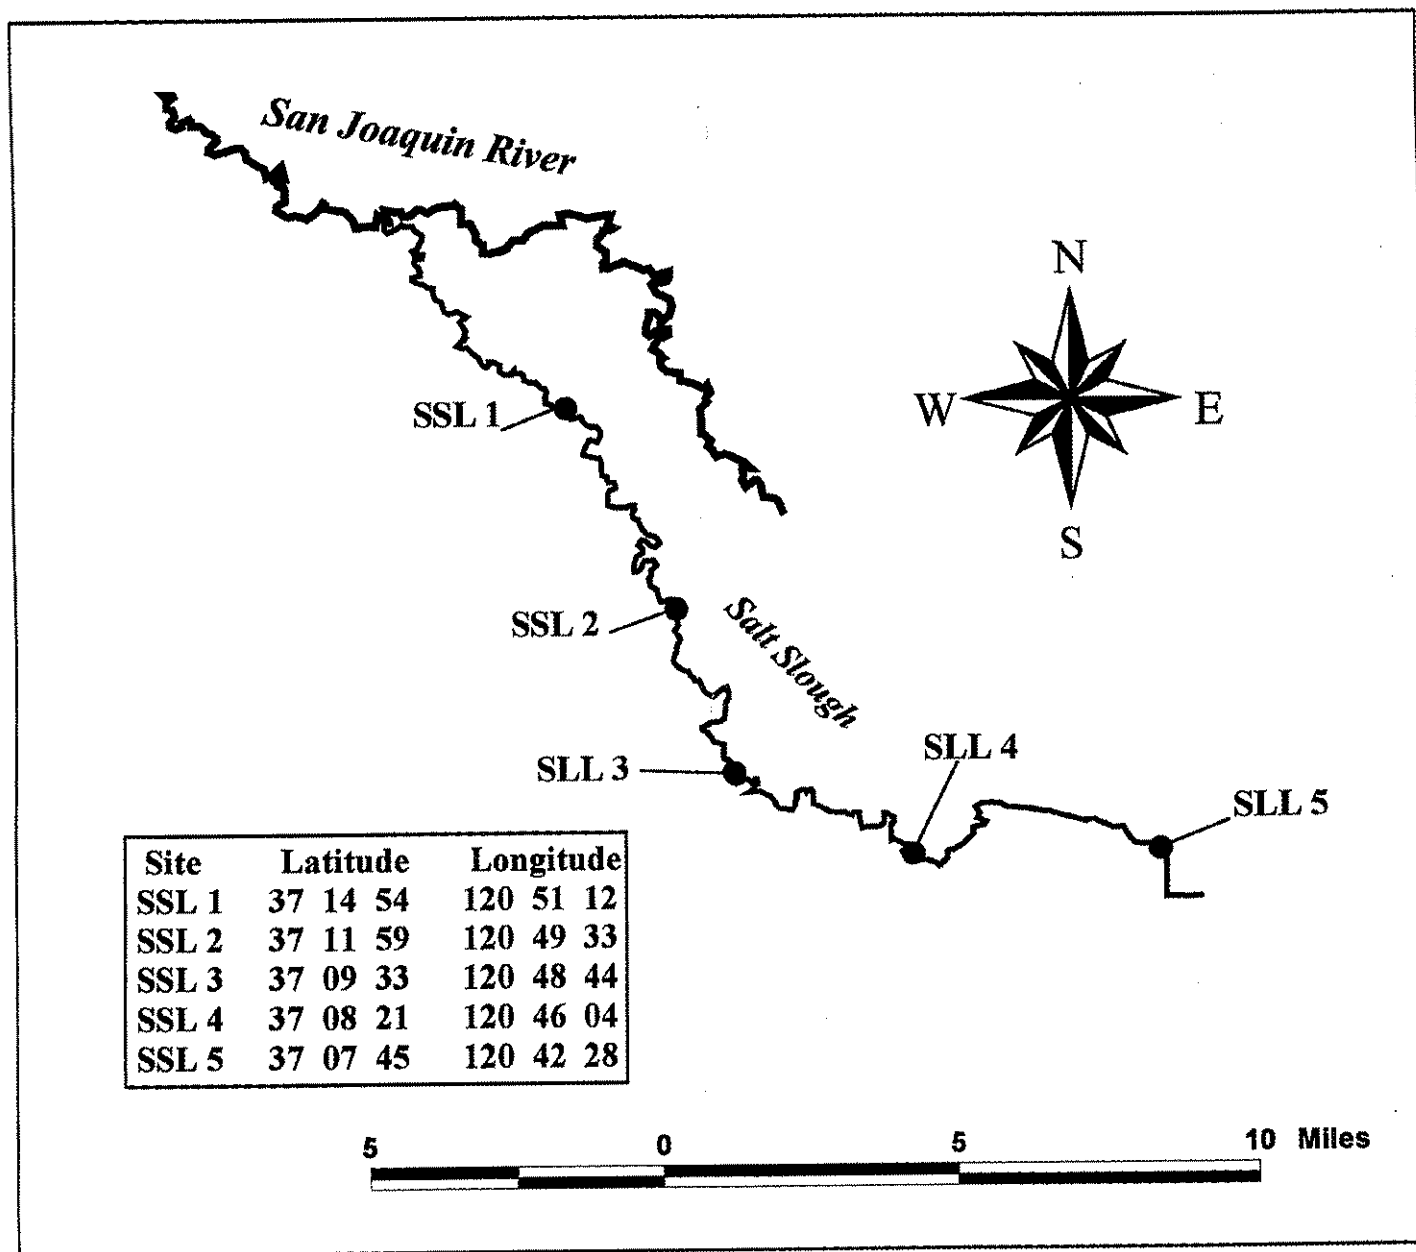 San Joaquin River
N
W E
S
SSL 1
SSL 2
Salt Slough
SLL 3
SLL 4
SLL 5
Site Latitude Longitude
SSL 1 37 14 54 120 51 12
SSL 2 37 11 59 120 49 33
SSL 3 37 09 33 120 48 44
SSL 4 37 08 21 120 46 04
SSL 5 37 07 45 120 42 28
5 0 5 10 Miles